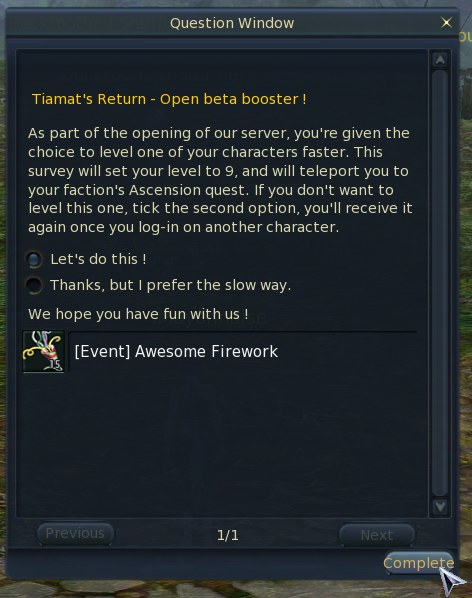 Question Window
Tiamat's Return - Open beta booster !
As part of the opening of our server, you're given the
choice to level one of your characters faster. This
survey will set your level to 9, and will teleport you to
your faction's Ascension quest. If you don't want to
level this one, tick the second option, you'll receive it
again once you log-in on another character.
Let's do this !
Thanks, but I prefer the slow way.
We hope you have fun with us !
15
[Event] Awesome Firework
Previous
1/1
Next
Complete